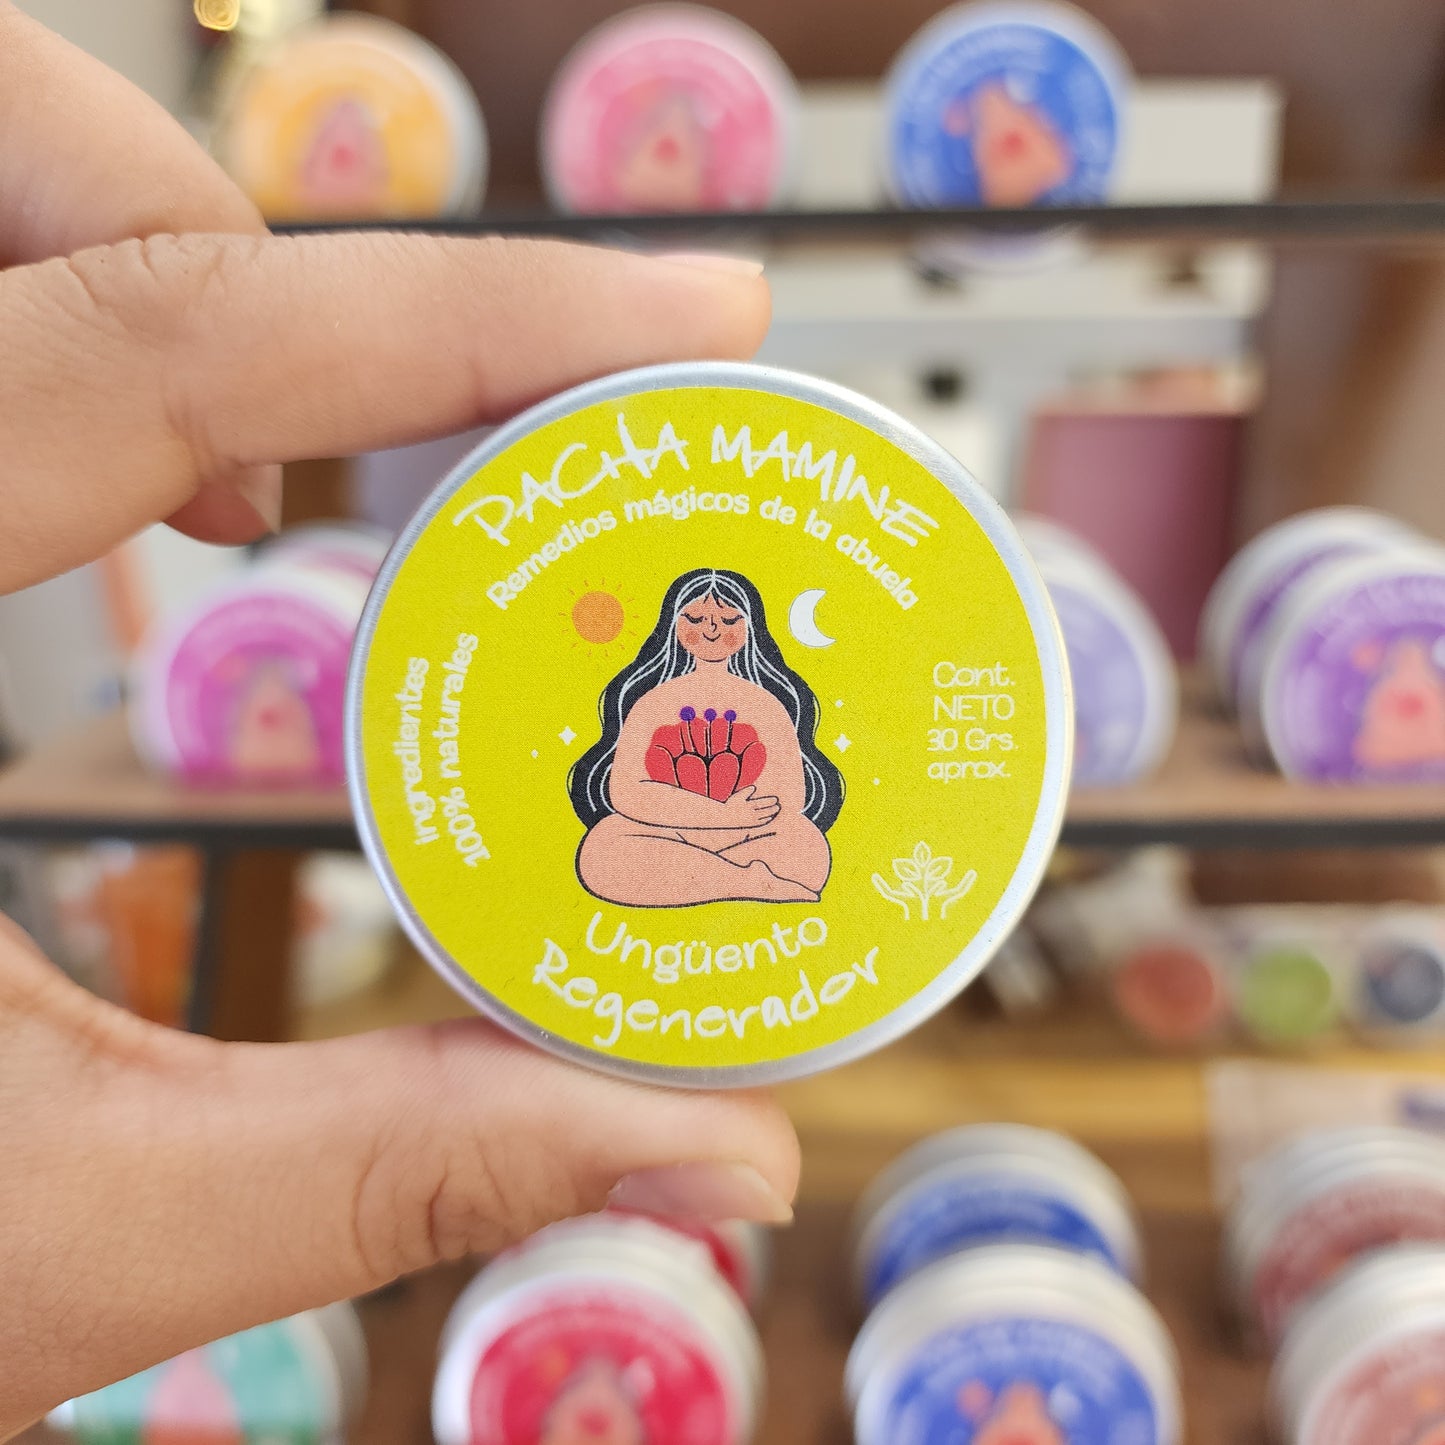 PACHA MAMINE
Remedios mágicos de la abuela
Ingredientes
100% naturales
Cont.
NETO
30 Grs.
aprox.
Ungüento
Regenerador